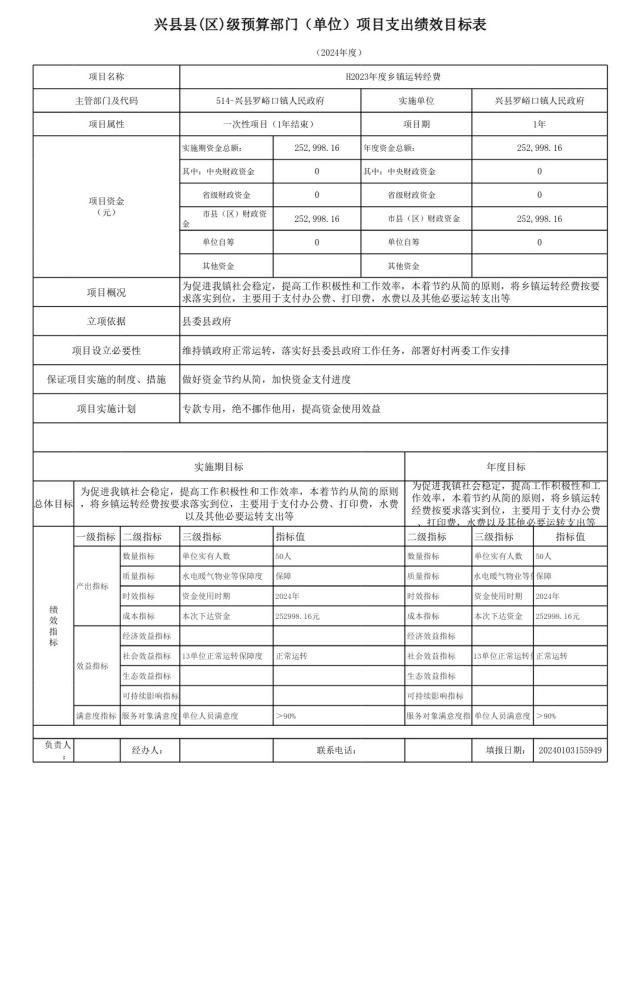 兴县县(区)级预算部门（单位）项目支出绩效目标表
（2024年度）
项目名称 H2023年度乡镇运转经费
主管部门及代码 514-兴县罗峪口镇人民政府 实施单位 兴县罗峪口镇人民政府
项目属性 一次性项目（1年结束） 项目期 1年
项目资金
（元）
实施期资金总额： 252,998.16 年度资金总额： 252,998.16
其中：中央财政资金 0 其中：中央财政资金 0
省级财政资金 0 省级财政资金 0
市县（区）财政资
金 252,998.16 市县（区）财政资金 252,998.16
单位自筹 0 单位自筹 0
其他资金 其他资金
项目概况 为促进我镇社会稳定，提高工作积极性和工作效率，本着节约从简的原则，将乡镇运转经费按要
求落实到位，主要用于支付办公费、打印费，水费以及其他必要运转支出等
立项依据 县委县政府
项目设立必要性 维持镇政府正常运转，落实好县委县政府工作任务，部署好村两委工作安排
保证项目实施的制度、措施 做好资金节约从简，加快资金支付进度
项目实施计划 专款专用，绝不挪作他用，提高资金使用效益
实施期目标 年度目标
总体目标
为促进我镇社会稳定，提高工作积极性和工作效率，本着节约从简的原则
，将乡镇运转经费按要求落实到位，主要用于支付办公费、打印费，水费
以及其他必要运转支出等
为促进我镇社会稳定，提高工作积极性和工
作效率，本着节约从简的原则，将乡镇运转
经费按要求落实到位，主要用于支付办公费
、打印费，水费以及其他必要运转支出等
绩
效
指
标
一级指标 二级指标 三级指标 指标值 二级指标 三级指标 指标值
产出指标
数量指标 单位实有人数 50人 数量指标 单位实有人数 50人
质量指标 水电暖气物业等保障度 保障 质量指标 水电暖气物业等 保障
时效指标 资金使用时期 2024年 时效指标 资金使用时期 2024年
成本指标 本次下达资金 252998.16元 成本指标 本次下达资金 252998.16元
效益指标
经济效益指标 经济效益指标
社会效益指标 13单位正常运转保障度 正常运转 社会效益指标 13单位正常运转 正常运转
生态效益指标 生态效益指标
可持续影响指标 可持续影响指标
满意度指标 服务对象满意度 单位人员满意度 ＞90% 服务对象满意度指 单位人员满意度 ＞90%
负责人
： 经办人： 联系电话： 填报日期： 20240103155949